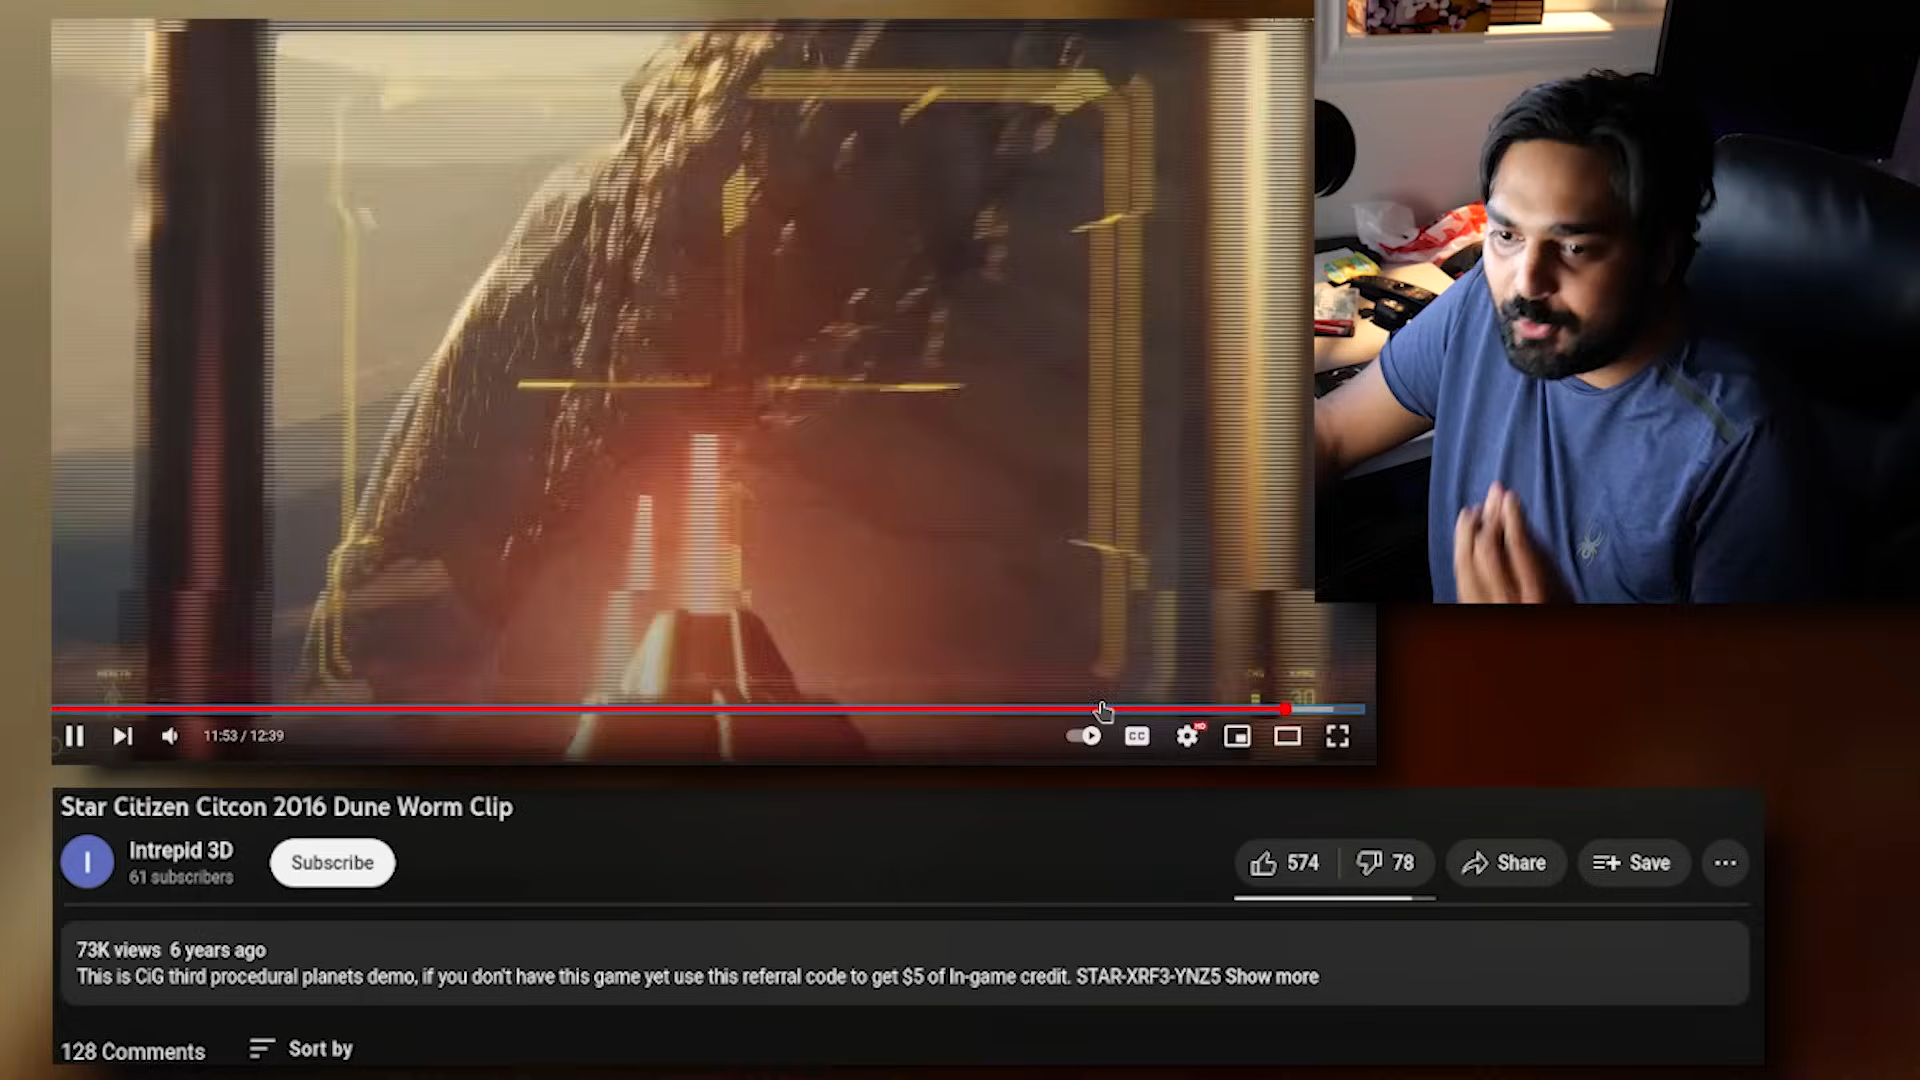 30
HD
CC
11:53 / 12:39
Star Citizen Citcon 2016 Dune Worm Clip
I
Intrepid 3D
61 subscribers
Subscribe
574
78
Share
Save
73K views 6 years ago
This is CiG third procedural planets demo, if you don't have this game yet use this referral code to get $5 of In-game credit. STAR-XRF3-YNZ5 Show more
128 Comments
Sort by